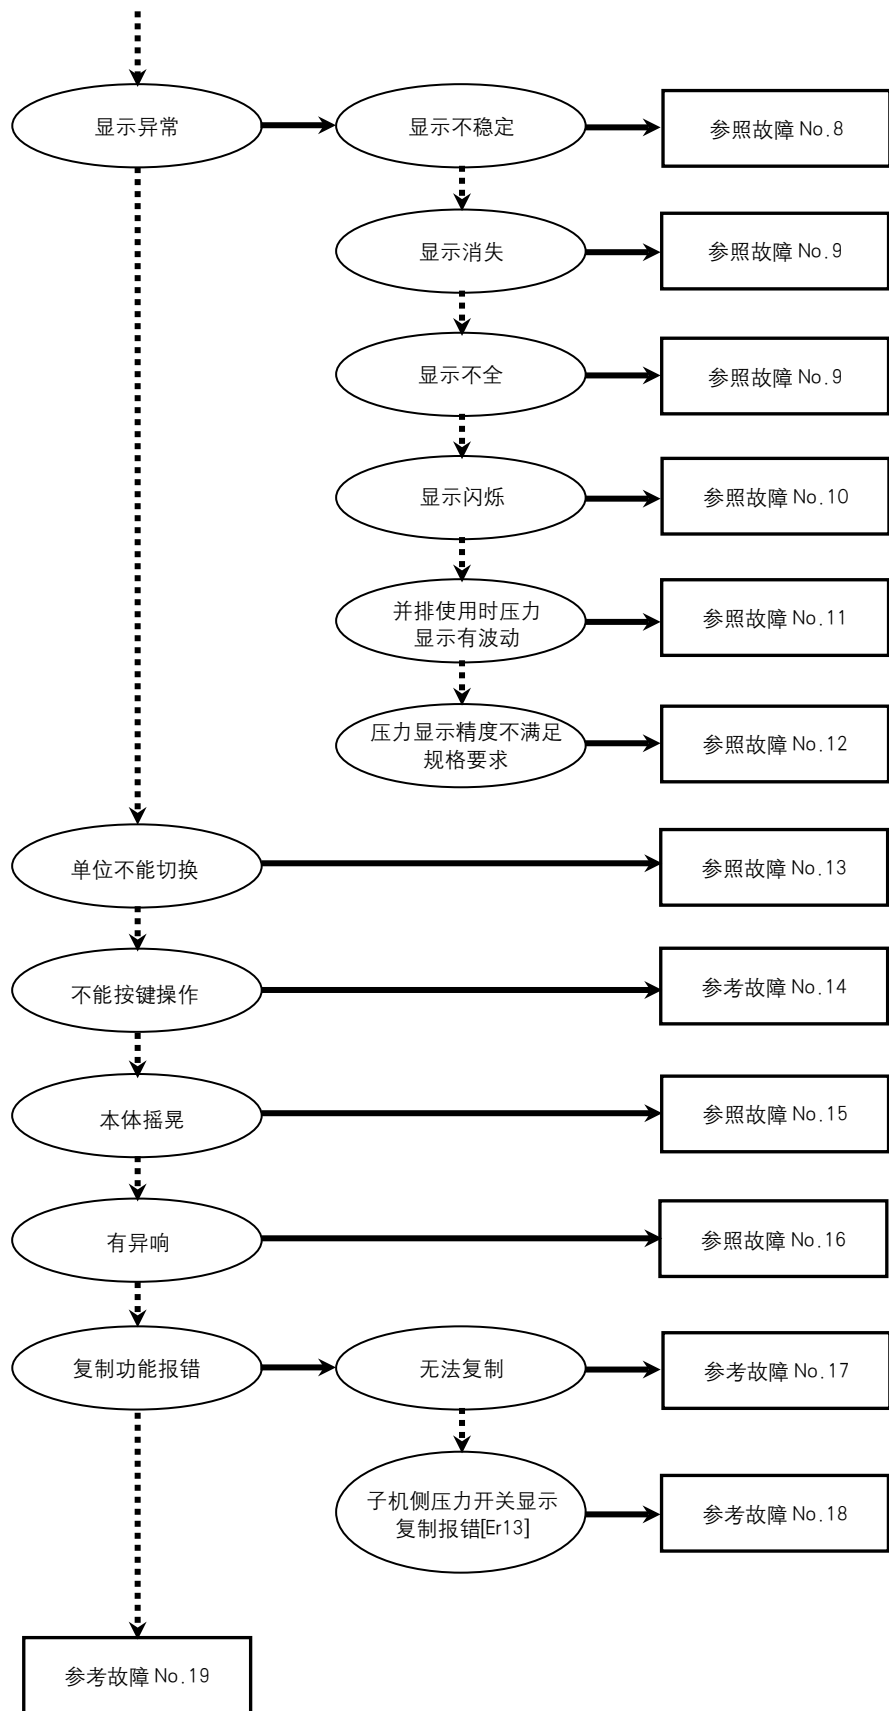 显示异常
显示不稳定
参照故障 No.8
显示消失
参照故障 No.9
显示不全
参照故障 No.9
显示闪烁
参照故障 No.10
并排使用时压力
显示有波动
参照故障 No.11
压力显示精度不满足
规格要求
参照故障 No.12
单位不能切换
参照故障 No.13
不能按键操作
参考故障 No.14
本体摇晃
参照故障 No.15
有异响
参照故障 No.16
复制功能报错
无法复制
参考故障 No.17
子机侧压力开关显示
复制报错[Er13]
参考故障 No.18
参考故障 No.19